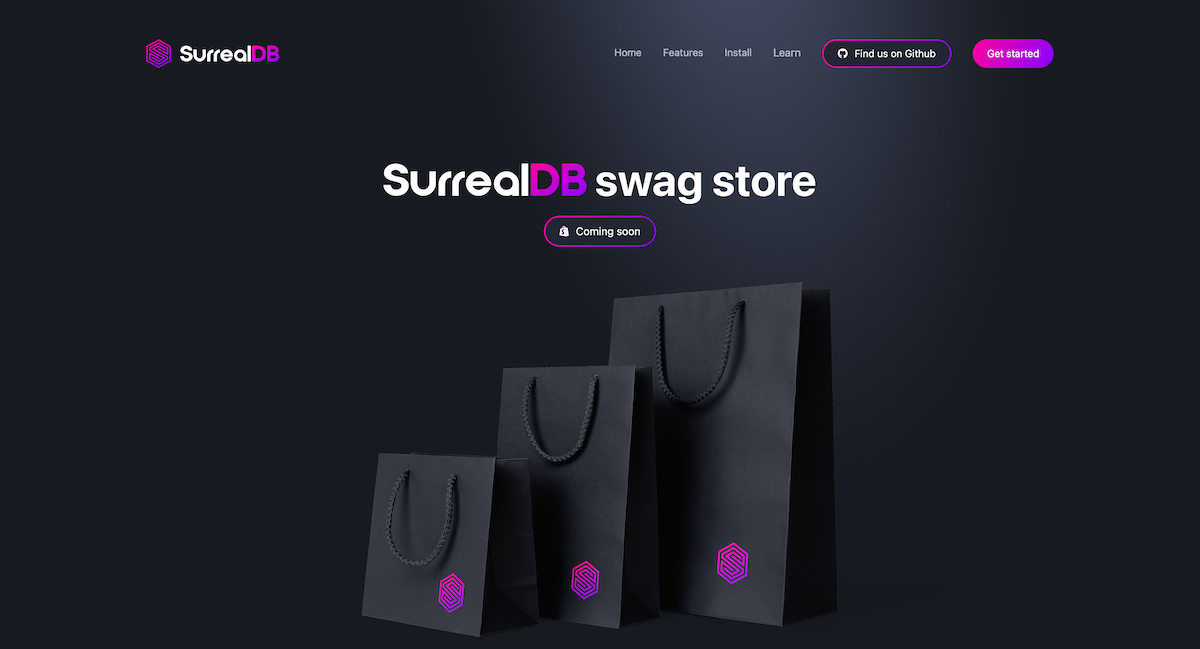 SurrealDB
Home Features Install Learn Find us on Github Get started
SurrealDB swag store
Coming soon